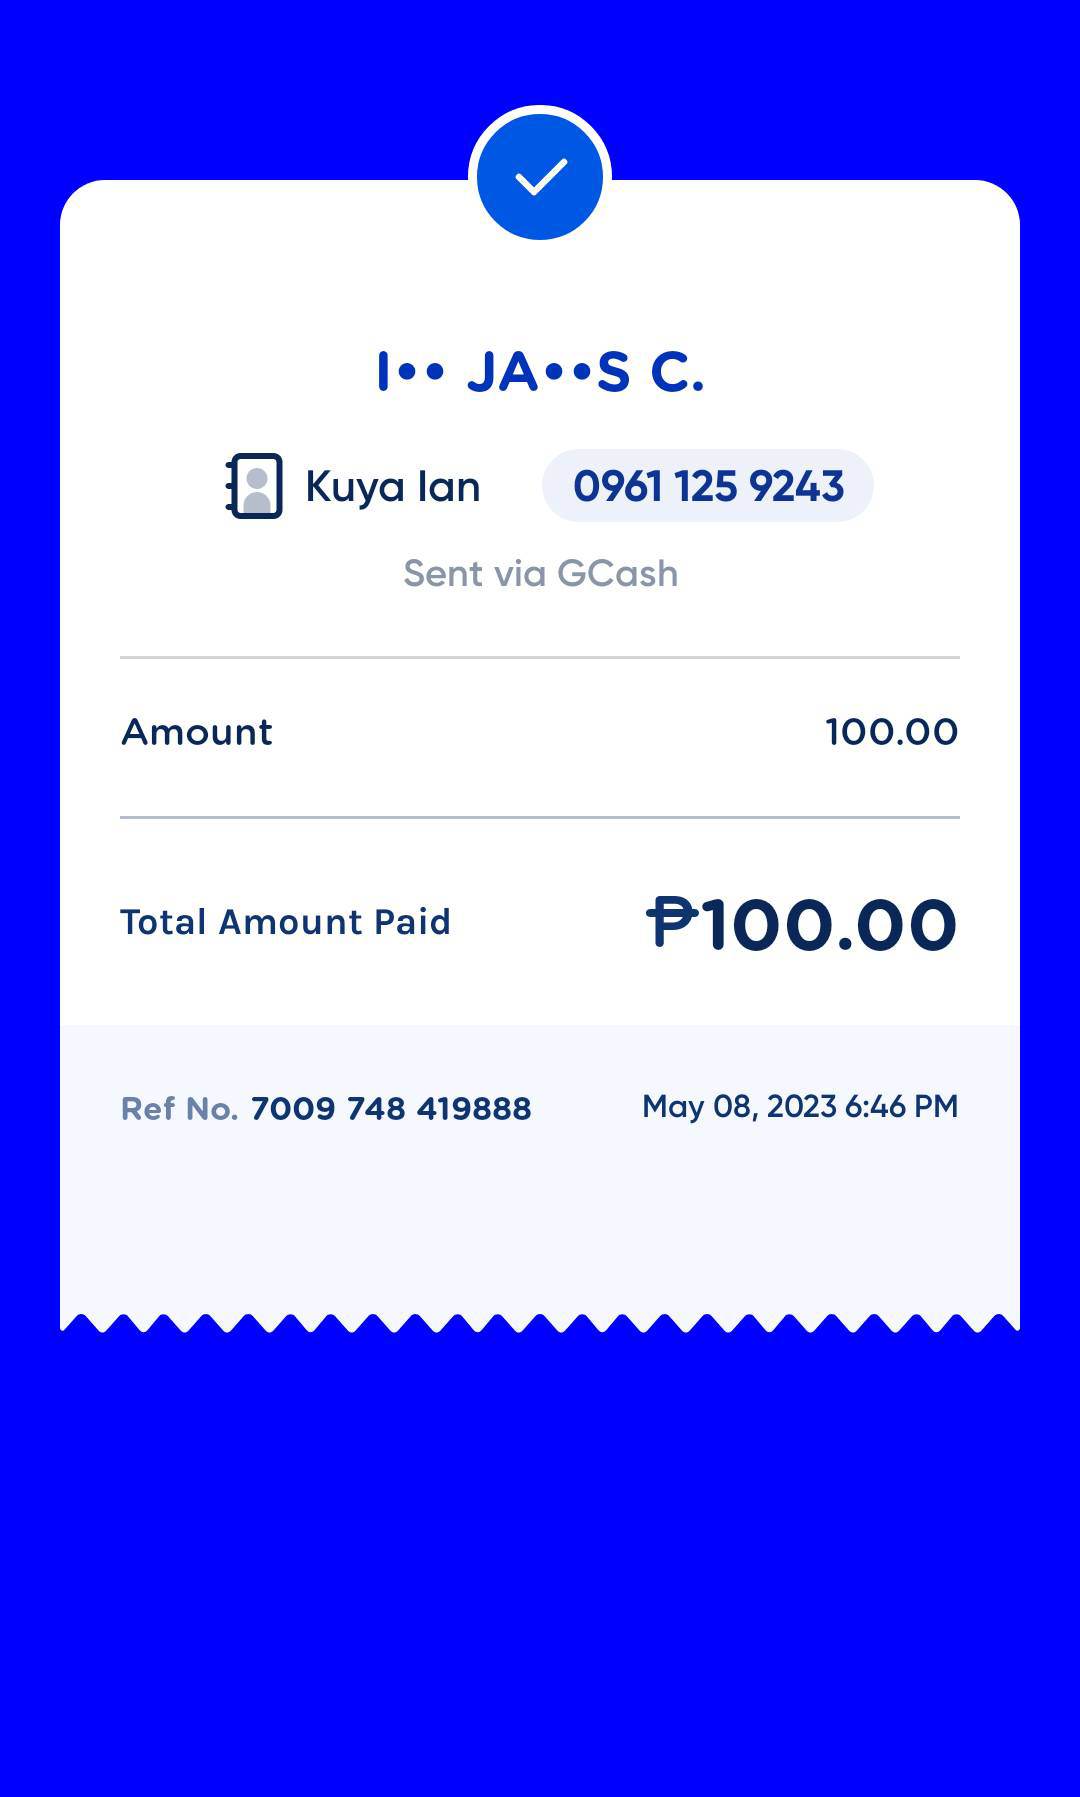 I•• JA••S C.
Kuya Ian 0961 125 9243
Sent via GCash
Amount 100.00
Total Amount Paid ₱100.00
Ref No. 7009 748 419888 May 08, 2023 6:46 PM